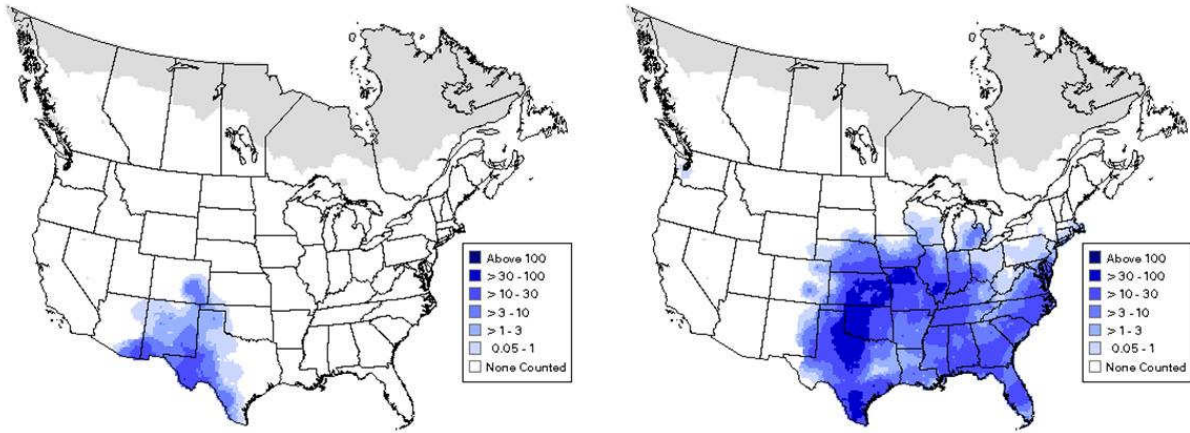 Above 100
>30 - 100
>10 - 30
>3 - 10
>1 - 3
0.05 - 1
None Counted
Above 100
>30 - 100
>10 - 30
>3 - 10
>1 - 3
0.05 - 1
None Counted